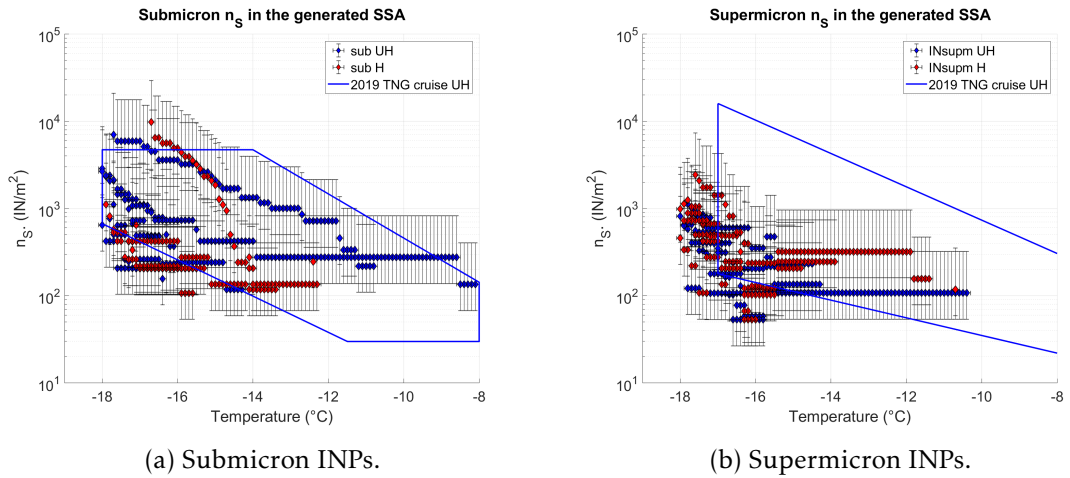 Submicron n_S in the generated SSA
10^5
10^4
10^3
10^2
10^1
n_S. (IN/m^2)
sub UH
sub H
2019 TNG cruise UH
-18 -16 -14 -12 -10 -8
Temperature (°C)
(a) Submicron INPs.
Supermicron n_S in the generated SSA
10^5
10^4
10^3
10^2
10^1
n_S. (IN/m^2)
INsupm UH
INsupm H
2019 TNG cruise UH
-18 -16 -14 -12 -10 -8
Temperature (°C)
(b) Supermicron INPs.